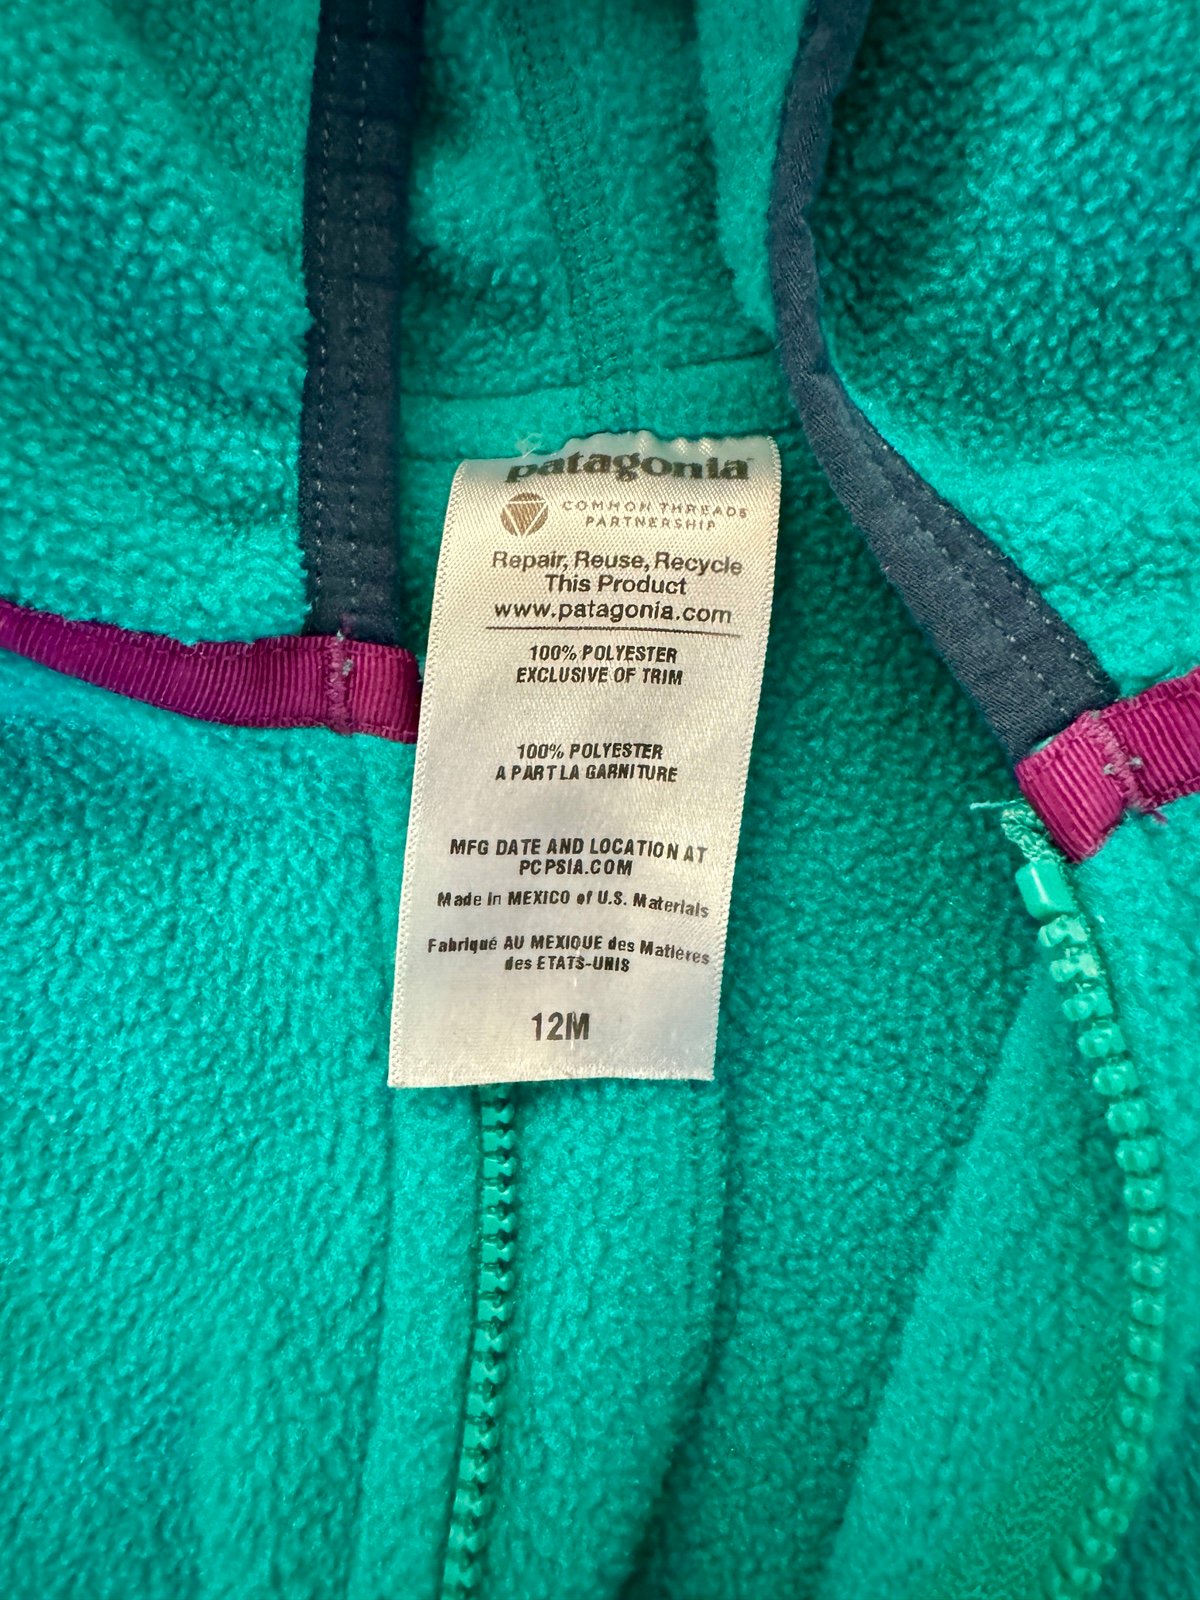 patagonia
COMMON THREADS
PARTNERSHIP
Repair, Reuse, Recycle
This Product
www.patagonia.com
100% POLYESTER
EXCLUSIVE OF TRIM
100% POLYESTER
A PART LA GARNITURE
MFG DATE AND LOCATION AT
PCPSIA.COM
Made in MEXICO of U.S. Materials
Fabriqué AU MEXIQUE des Matières
des ETATS-UNIS
12M